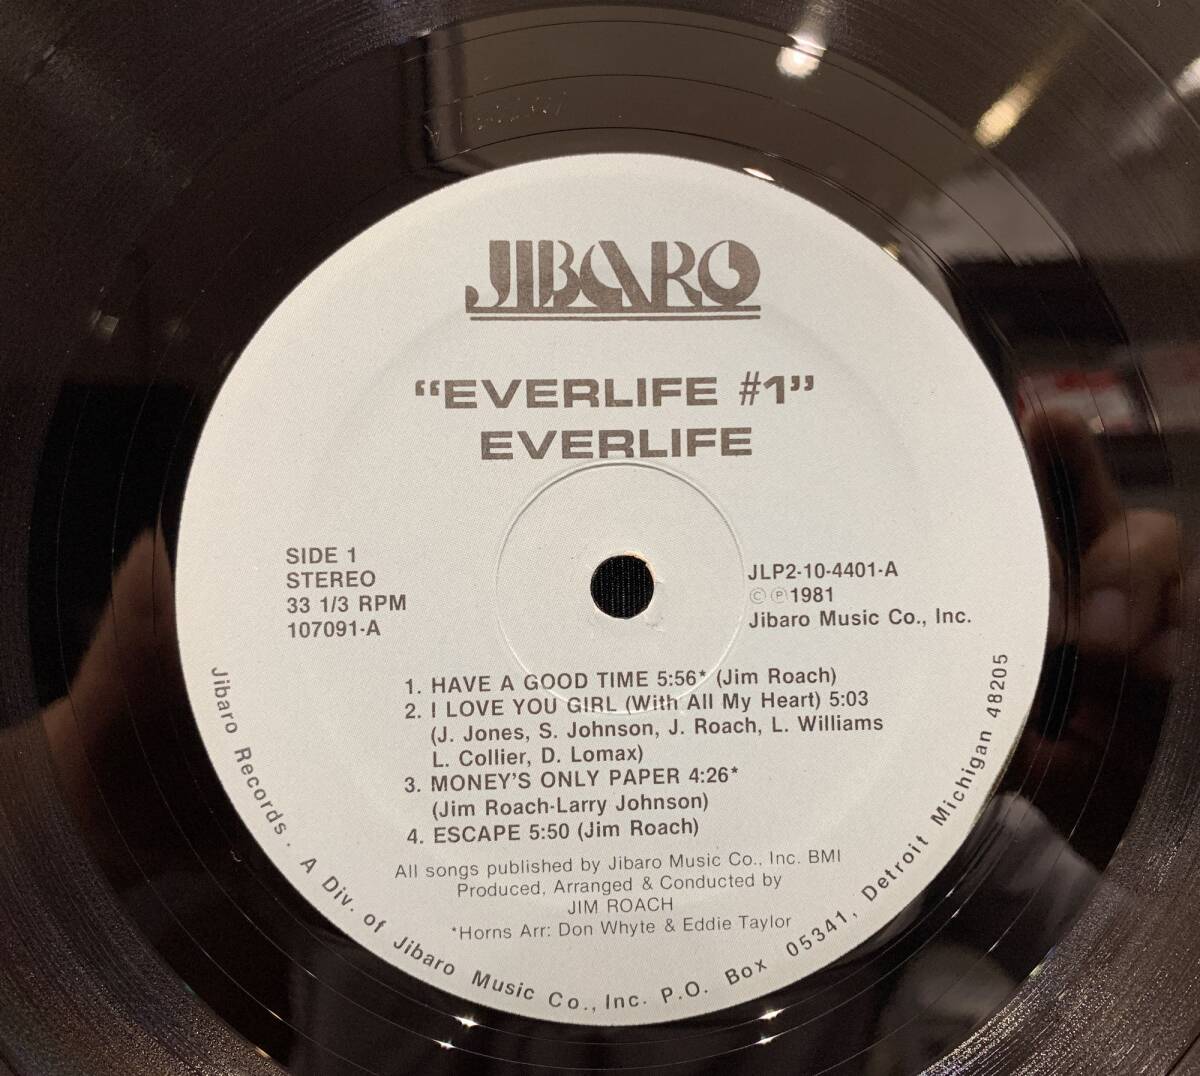 JIBARO
"EVERLIFE #1"
EVERLIFE
SIDE 1
STEREO
33 1/3 RPM
107091-A
JLP2-10-4401-A
©℗1981
Jibaro Music Co., Inc.
1. HAVE A GOOD TIME 5:56* (Jim Roach)
2. I LOVE YOU GIRL (With All My Heart) 5:03
(J. Jones, S. Johnson, J. Roach, L. Williams
L. Collier, D. Lomax)
3. MONEY'S ONLY PAPER 4:26*
(Jim Roach-Larry Johnson)
4. ESCAPE 5:50 (Jim Roach)
All songs published by Jibaro Music Co., Inc. BMI
Produced, Arranged & Conducted by
JIM ROACH
*Horns Arr: Don Whyte & Eddie Taylor
Jibaro Records. A Div. of Jibaro Music Co., Inc. P.O. Box 05341, Detroit Michigan 48205